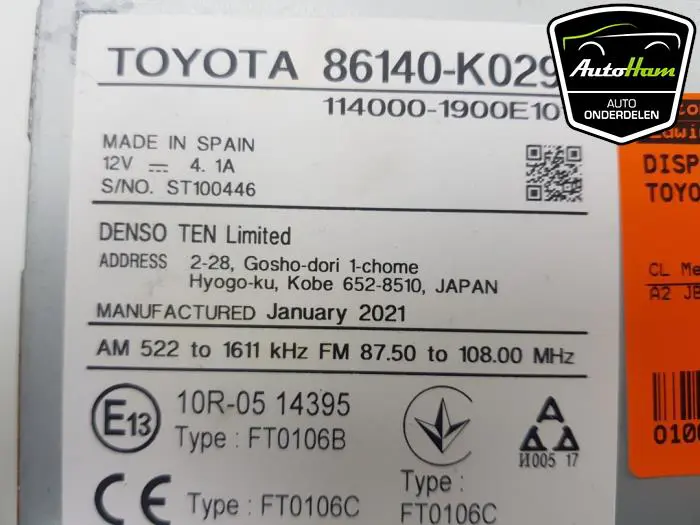 TOYOTA 86140-K029
114000-1900E10
MADE IN SPAIN
12V 4.1A
S/NO. ST100446
DENSO TEN Limited
ADDRESS 2-28, Gosho-dori 1-chome
Hyogo-ku, Kobe 652-8510, JAPAN
MANUFACTURED January 2021
AM 522 to 1611 kHz FM 87.50 to 108.00 MHz
E13
10R-05 14395
Type : FT0106B
CE
Type : FT0106C
Type :
FT0106C
И005 17
AutoHam
AUTO
ONDERDELEN
DISP
TOYO
CL Me
A2 JB